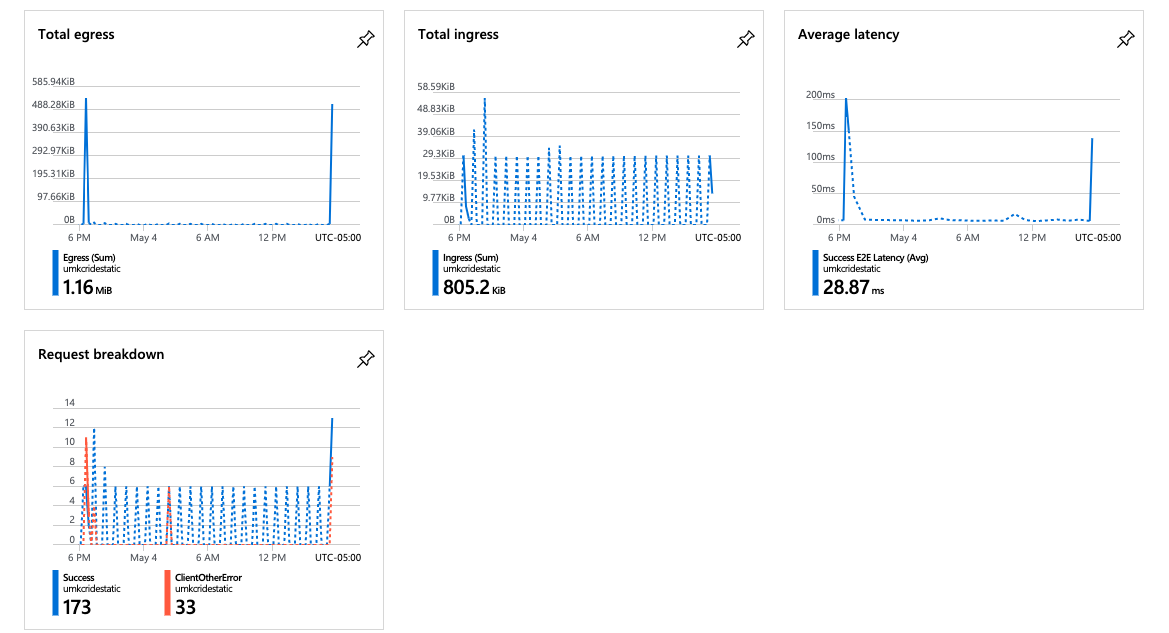 Total egress
585.94KiB
488.28KiB
390.63KiB
292.97KiB
195.31KiB
97.66KiB
0B
6 PM May 4 6 AM 12 PM UTC-05:00
Egress (Sum)
umkcridestatic
1.16 MiB
Total ingress
58.59KiB
48.83KiB
39.06KiB
29.3KiB
19.53KiB
9.77KiB
0B
6 PM May 4 6 AM 12 PM UTC-05:00
Ingress (Sum)
umkcridestatic
805.2 KiB
Average latency
200ms
150ms
100ms
50ms
0ms
6 PM May 4 6 AM 12 PM UTC-05:00
Success E2E Latency (Avg)
umkcridestatic
28.87 ms
Request breakdown
14
12
10
8
6
4
2
0
6 PM May 4 6 AM 12 PM UTC-05:00
Success ClientOtherError
umkcridestatic umkcridestatic
173 33